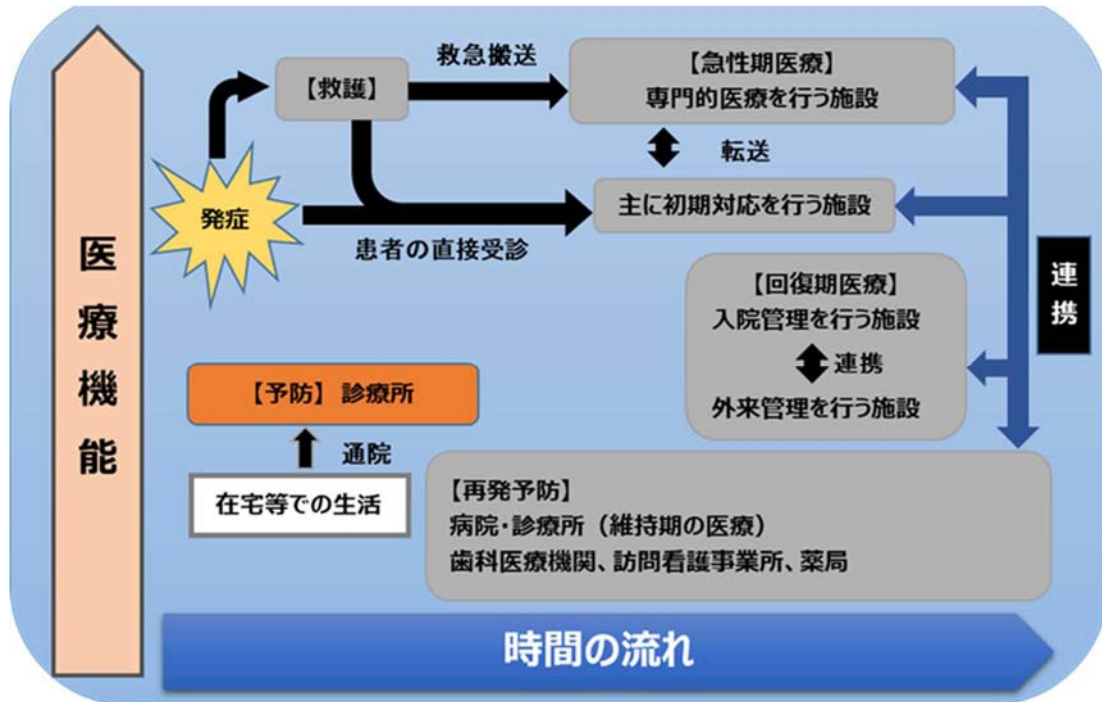 医療機能
救急搬送
【救護】
【急性期医療】
専門的医療を行う施設
転送
発症
主に初期対応を行う施設
患者の直接受診
連携
【回復期医療】
入院管理を行う施設
連携
外来管理を行う施設
【予防】診療所
通院
在宅等での生活
【再発予防】
病院・診療所（維持期の医療）
歯科医療機関、訪問看護事業所、薬局
時間の流れ